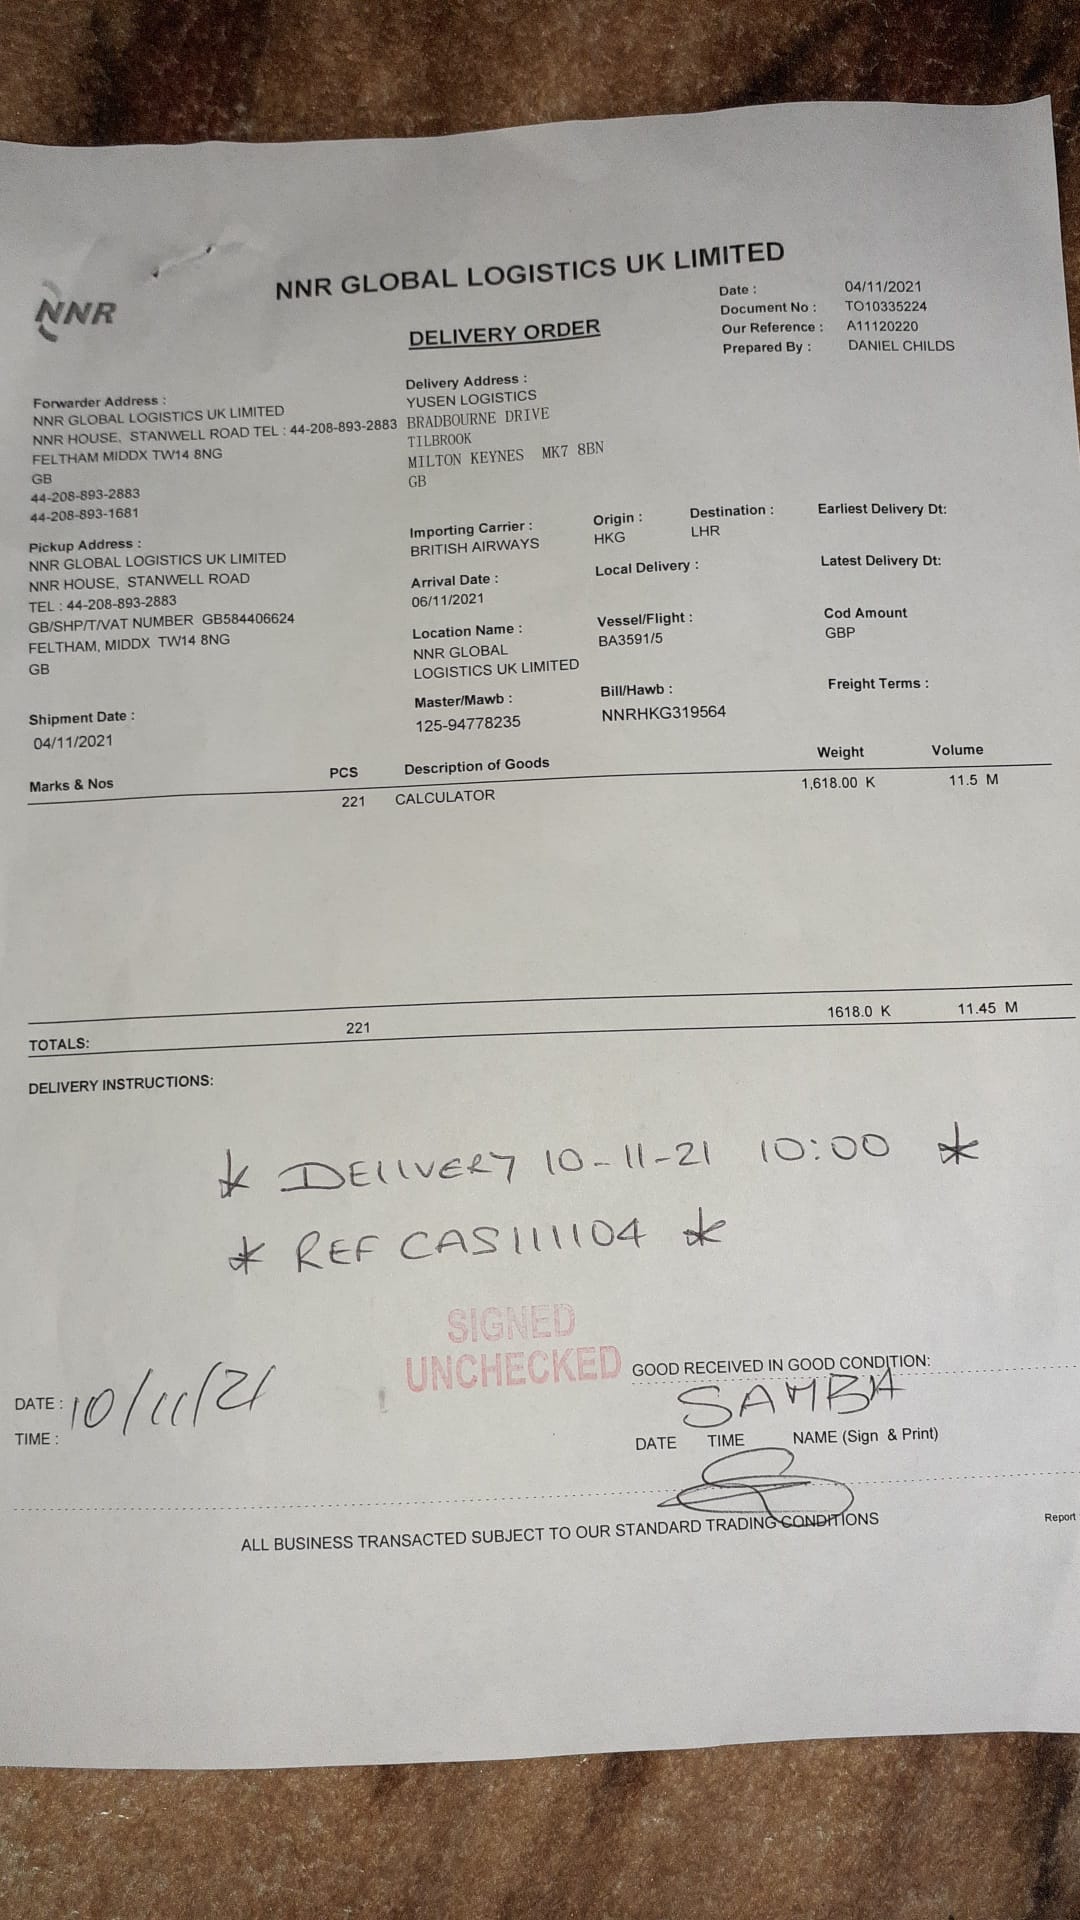 NNR
NNR GLOBAL LOGISTICS UK LIMITED
DELIVERY ORDER
Date : 04/11/2021
Document No : TO10335224
Our Reference : A11120220
Prepared By : DANIEL CHILDS
Forwarder Address :
NNR GLOBAL LOGISTICS UK LIMITED
NNR HOUSE, STANWELL ROAD TEL : 44-208-893-2883
FELTHAM MIDDX TW14 8NG
GB
44-208-893-2883
44-208-893-1681
Delivery Address :
YUSEN LOGISTICS
BRADBOURNE DRIVE
TILBROOK
MILTON KEYNES MK7 8BN
GB
Pickup Address :
NNR GLOBAL LOGISTICS UK LIMITED
NNR HOUSE, STANWELL ROAD
TEL : 44-208-893-2883
GB/SHP/T/VAT NUMBER GB584406624
FELTHAM, MIDDX TW14 8NG
GB
Importing Carrier :
BRITISH AIRWAYS
Origin :
HKG
Destination :
LHR
Earliest Delivery Dt:
Arrival Date :
06/11/2021
Local Delivery :
Latest Delivery Dt:
Location Name :
NNR GLOBAL
LOGISTICS UK LIMITED
Vessel/Flight :
BA3591/5
Cod Amount
GBP
Shipment Date :
04/11/2021
Master/Mawb :
125-94778235
Bill/Hawb :
NNRHKG319564
Freight Terms :
Marks & Nos PCS Description of Goods Weight Volume
221 CALCULATOR 1,618.00 K 11.5 M
TOTALS: 221 1618.0 K 11.45 M
DELIVERY INSTRUCTIONS:
* DELIVERY 10-11-21 10:00 *
* REF CAS111104 *
SIGNED
UNCHECKED
GOOD RECEIVED IN GOOD CONDITION:
SAMBA
DATE : 10/11/21
TIME :
DATE TIME NAME (Sign & Print)
ALL BUSINESS TRANSACTED SUBJECT TO OUR STANDARD TRADING CONDITIONS
Report